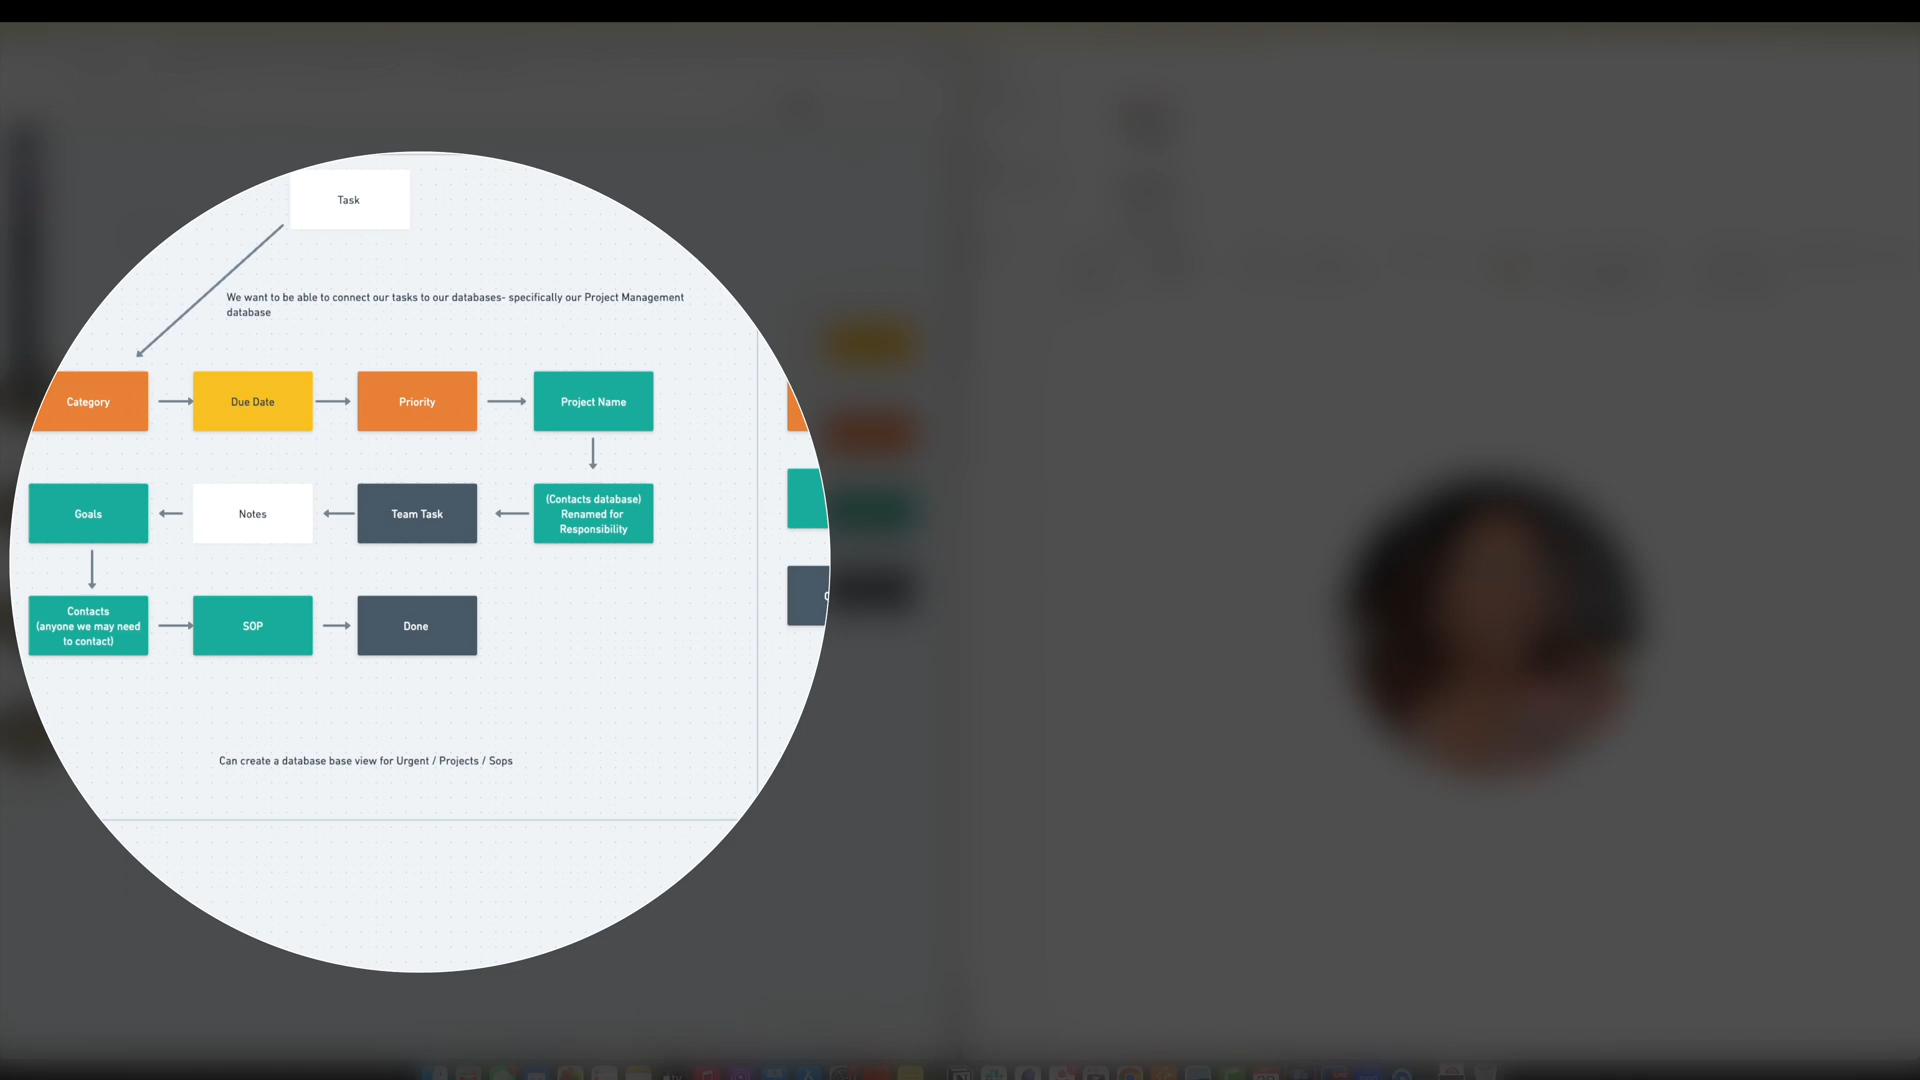 Task
We want to be able to connect our tasks to our databases- specifically our Project Management
database
Category
Due Date
Priority
Project Name
Goals
Notes
Team Task
(Contacts database)
Renamed for
Responsibility
Contacts
(anyone we may need
to contact)
SOP
Done
Can create a database base view for Urgent / Projects / Sops